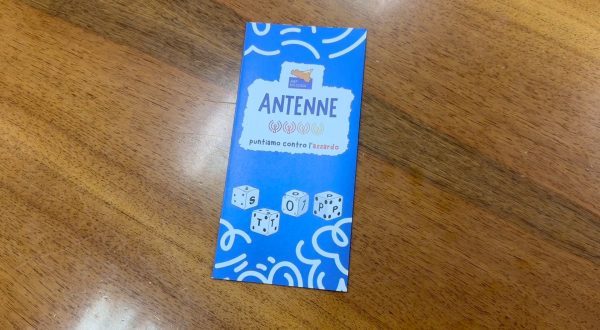 ANTENNE
puntiamo contro l'azzardo
S O P
T